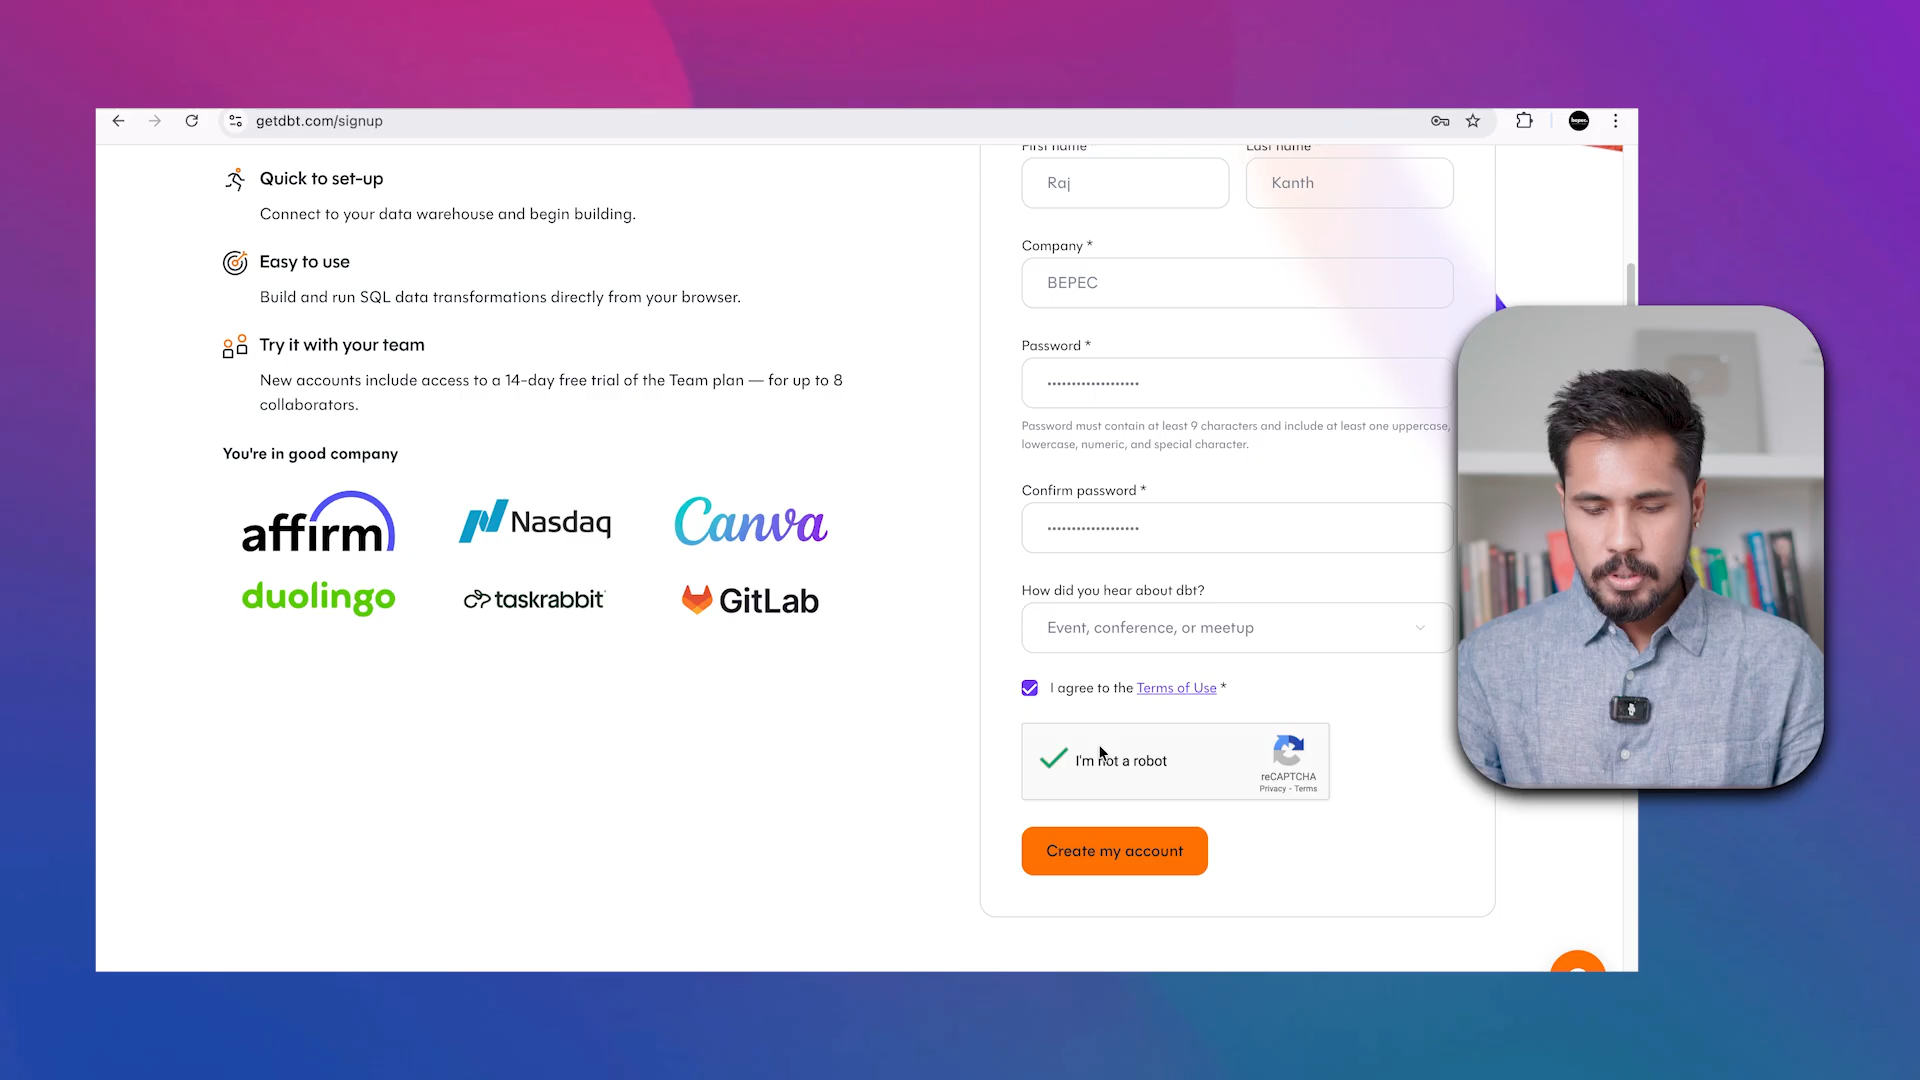 getdbt.com/signup
bepec.
Quick to set-up
Connect to your data warehouse and begin building.
Easy to use
Build and run SQL data transformations directly from your browser.
Try it with your team
New accounts include access to a 14-day free trial of the Team plan — for up to 8
collaborators.
You're in good company
affirm
Nasdaq
Canva
duolingo
taskrabbit
GitLab
First name
Last name
Raj
Kanth
Company *
BEPEC
Password *
Password must contain at least 9 characters and include at least one uppercase,
lowercase, numeric, and special character.
Confirm password *
How did you hear about dbt?
Event, conference, or meetup
I agree to the Terms of Use *
I'm not a robot
reCAPTCHA
Privacy - Terms
Create my account